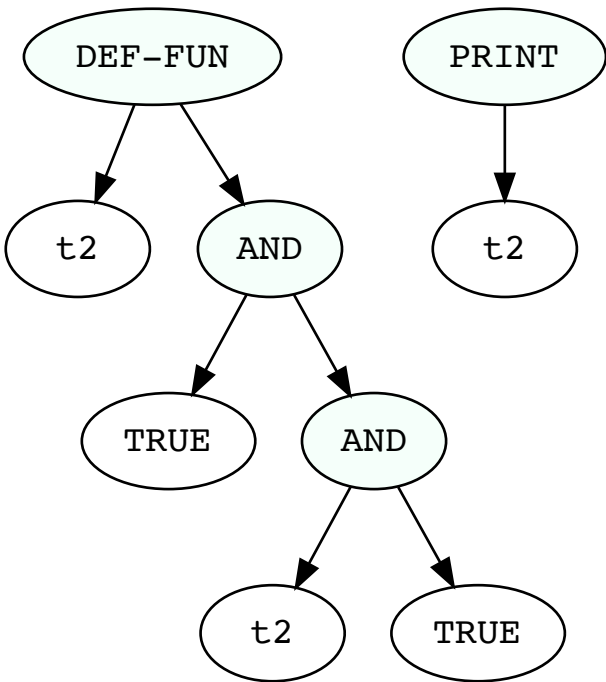 DEF-FUN
PRINT
t2
AND
t2
TRUE
AND
t2
TRUE